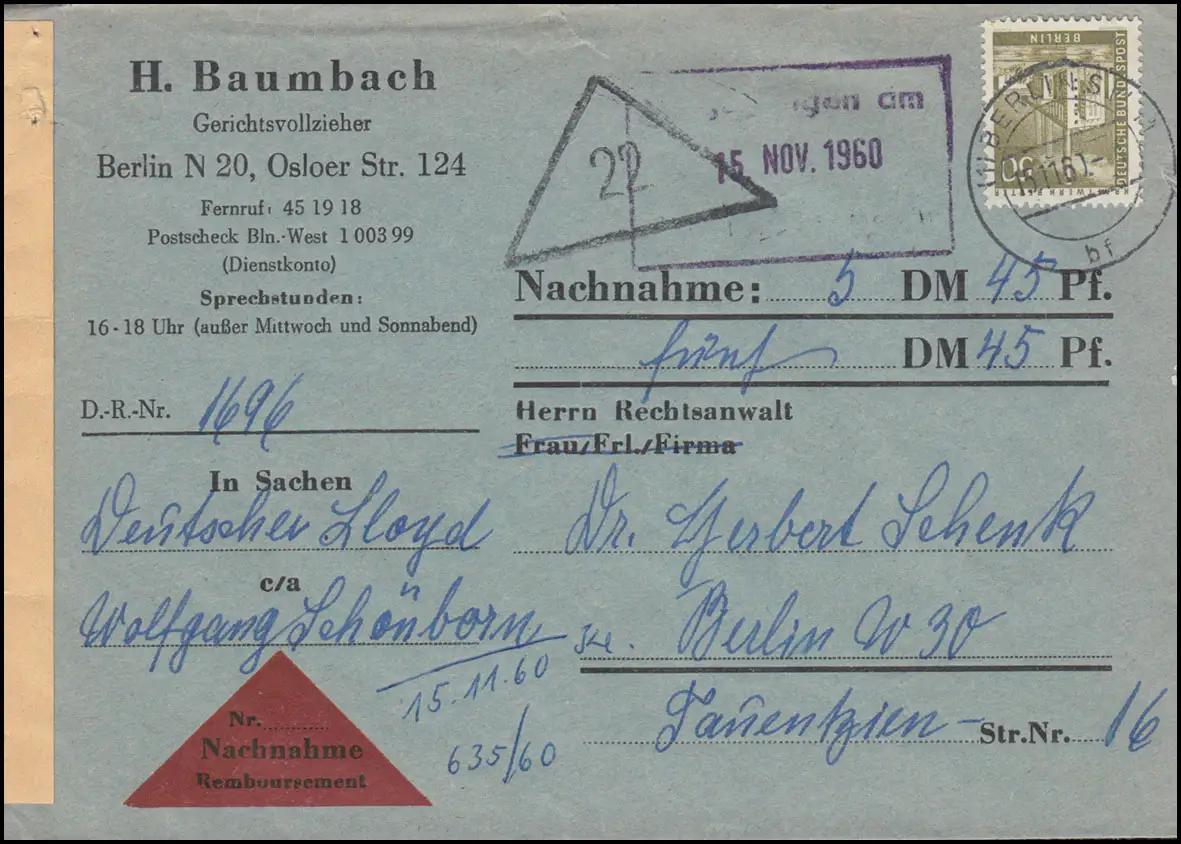 H. Baumbach
Gerichtsvollzieher
Berlin N 20, Osloer Str. 124
Fernruf: 45 19 18
Postscheck Bln.-West 1 003 99
(Dienstkonto)
Sprechstunden:
16-18 Uhr (außer Mittwoch und Sonnabend)
D.-R.-Nr. 1696
In Sachen
Deutscher Lloyd
c/a
Wolfgang Schönborn
15.11.60
635/60
Nr.
Nachnahme
Remboursement
22
am
15. NOV. 1960
DEUTSCHE BUNDESPOST
BERLIN
30
bf
Nachnahme: 5 DM 45 Pf.
fünf DM 45 Pf.
Herrn Rechtsanwalt
Frau/Frl./Firma
Dr. Herbert Schenk
Berlin W 30
Tauentzien- Str.Nr. 16